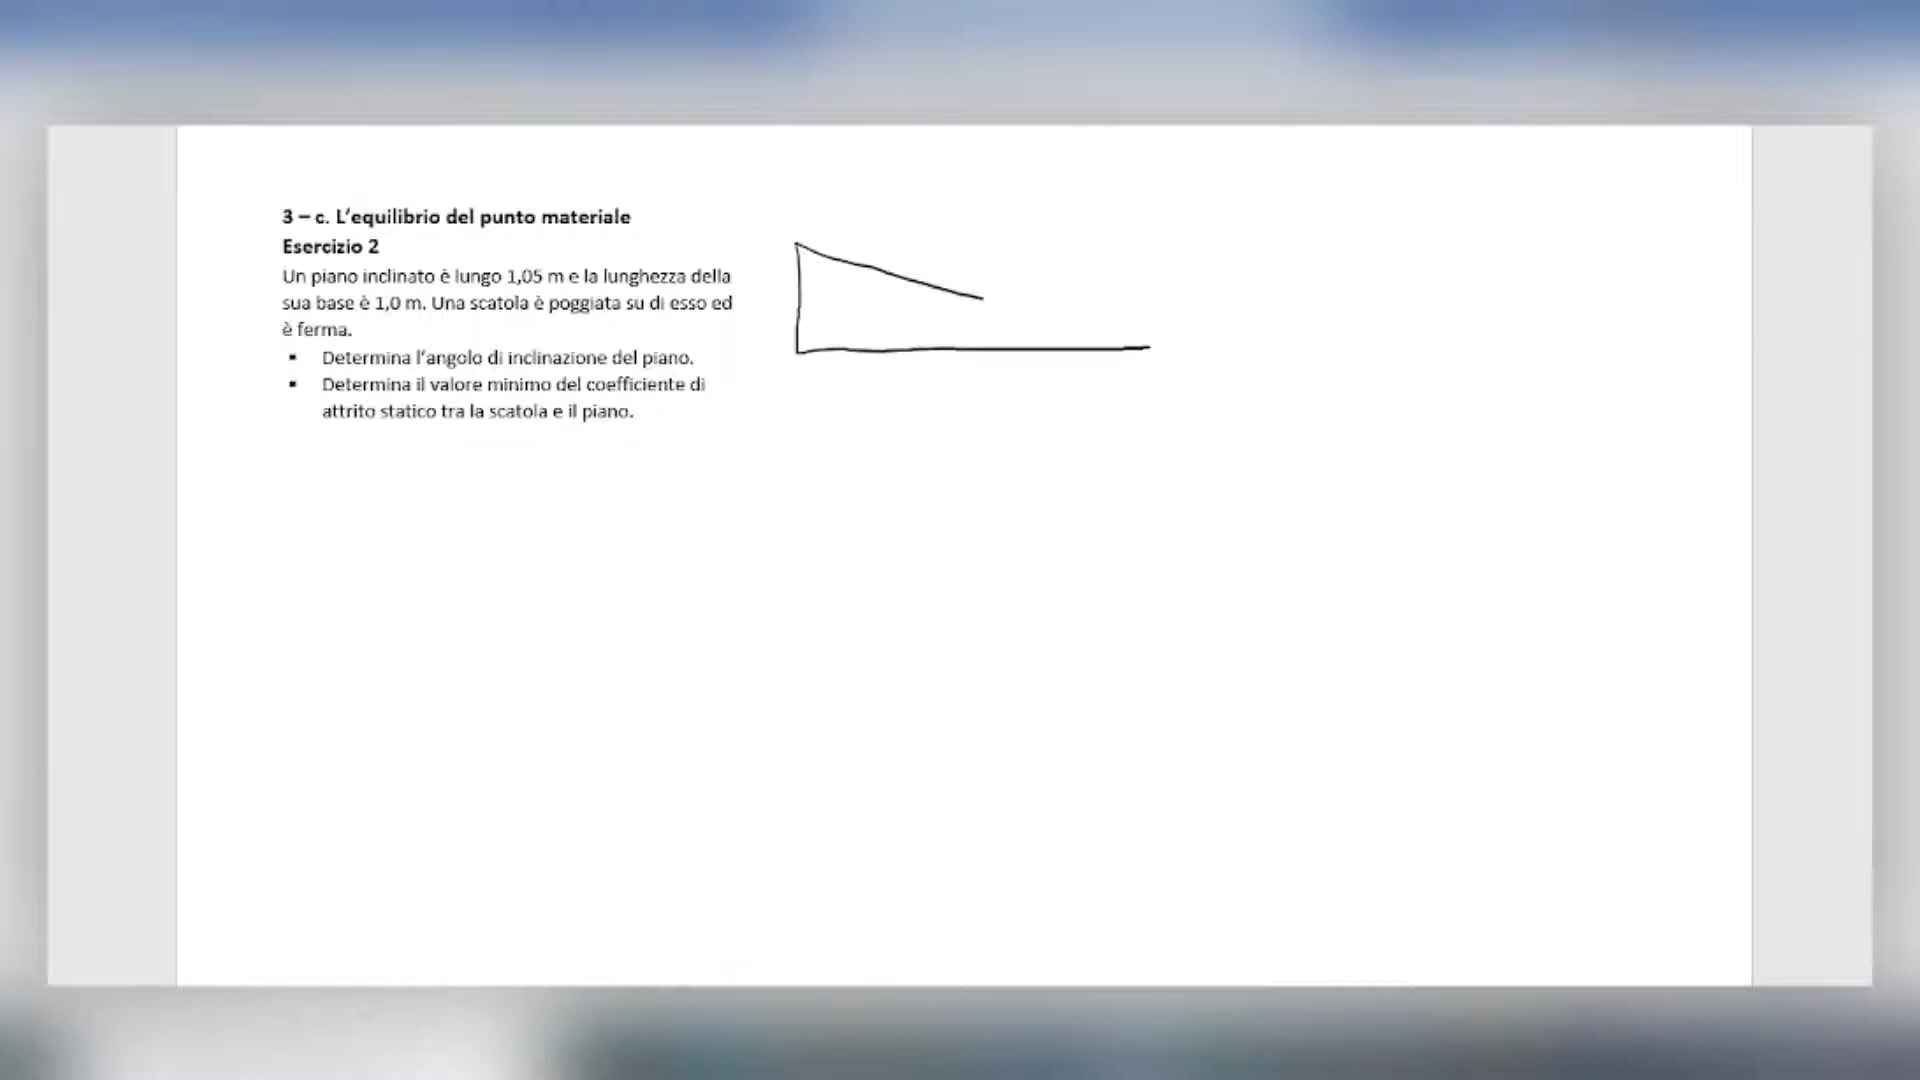 3 – c. L'equilibrio del punto materiale
Esercizio 2
Un piano inclinato è lungo 1,05 m e la lunghezza della
sua base è 1,0 m. Una scatola è poggiata su di esso ed
è ferma.
▪ Determina l'angolo di inclinazione del piano.
▪ Determina il valore minimo del coefficiente di
attrito statico tra la scatola e il piano.